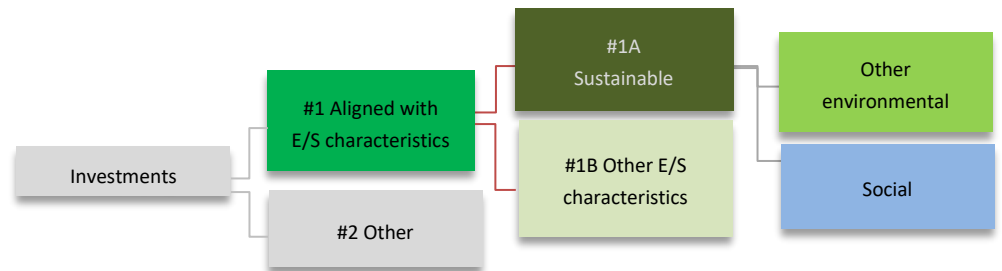 Investments
#1 Aligned with
E/S characteristics
#2 Other
#1A
Sustainable
#1B Other E/S
characteristics
Other
environmental
Social